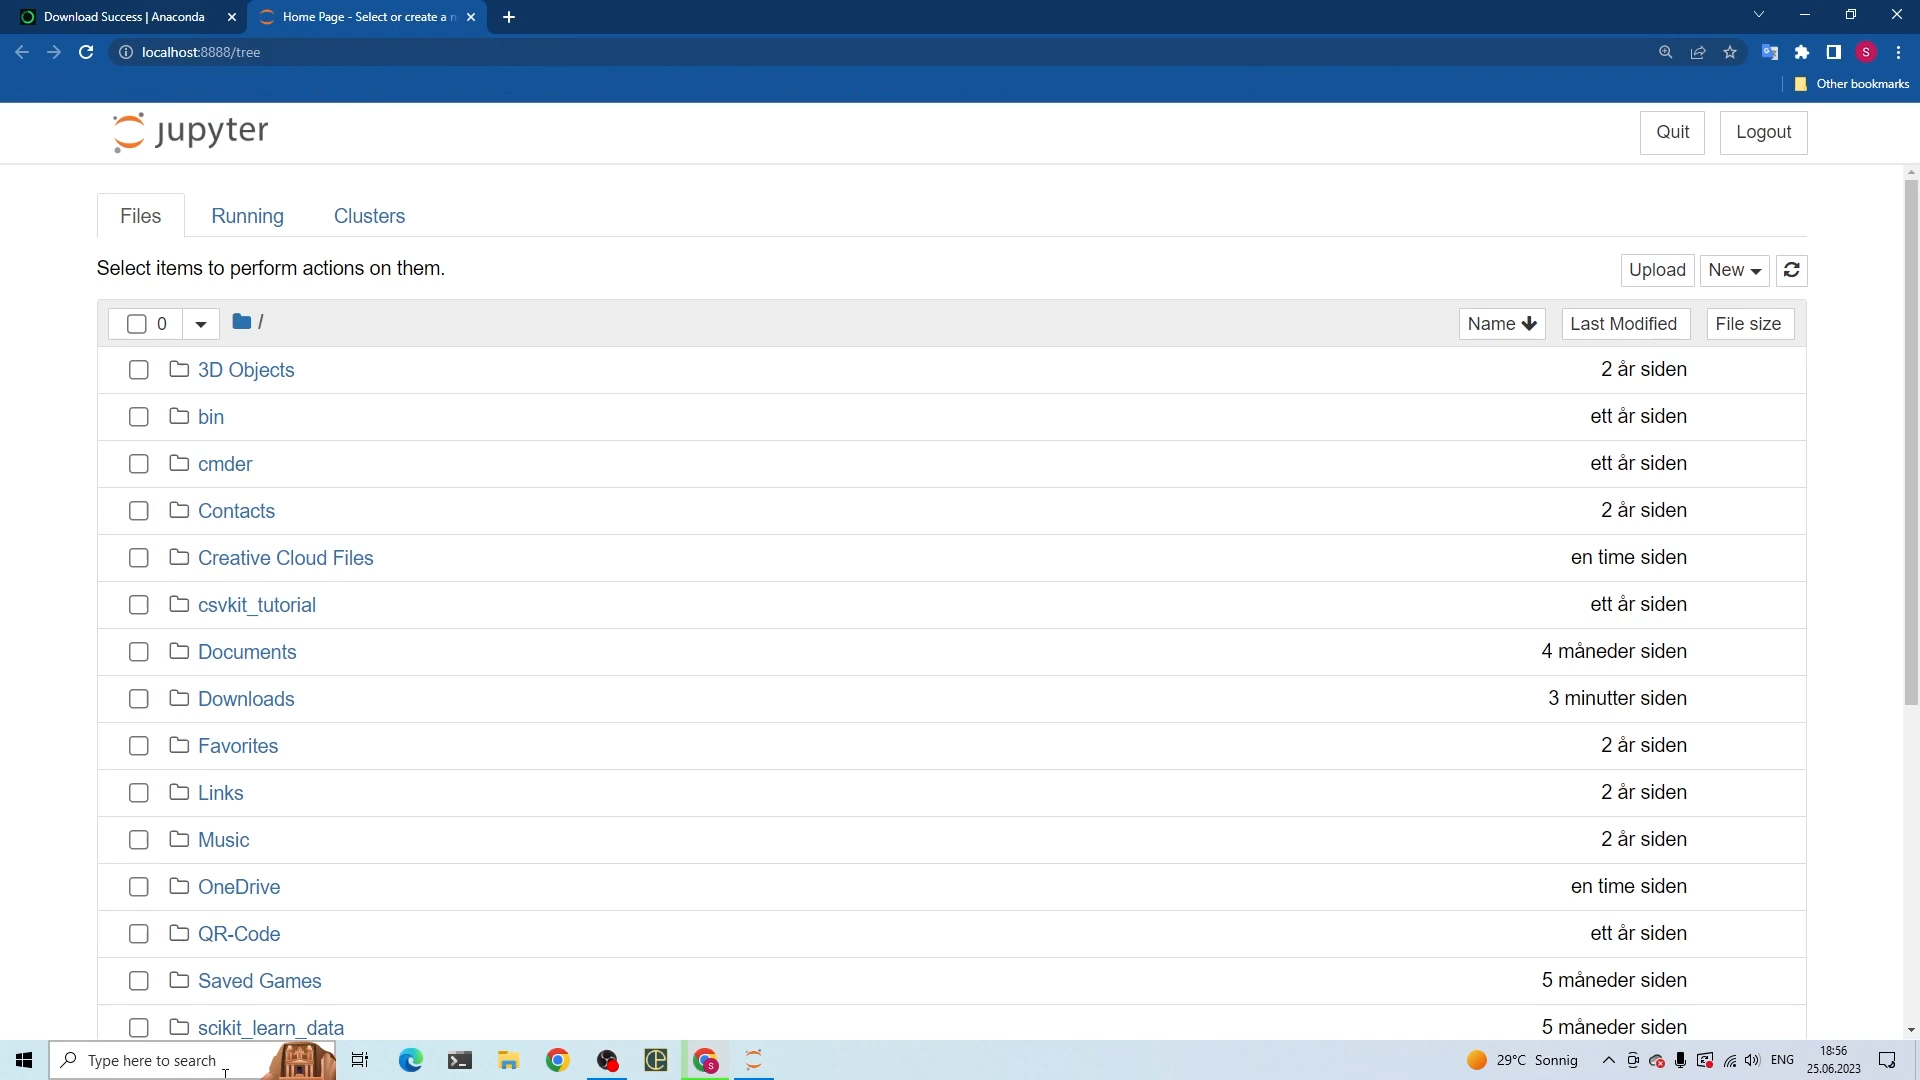 Download Success | Anaconda
Home Page - Select or create a n
localhost:8888/tree
S
Other bookmarks
jupyter
Quit
Logout
Files
Running
Clusters
Select items to perform actions on them.
Upload
New
0
/
Name
Last Modified
File size
3D Objects 2 år siden
bin ett år siden
cmder ett år siden
Contacts 2 år siden
Creative Cloud Files en time siden
csvkit_tutorial ett år siden
Documents 4 måneder siden
Downloads 3 minutter siden
Favorites 2 år siden
Links 2 år siden
Music 2 år siden
OneDrive en time siden
QR-Code ett år siden
Saved Games 5 måneder siden
scikit_learn_data 5 måneder siden
Type here to search
29°C Sonnig
ENG
18:56
25.06.2023